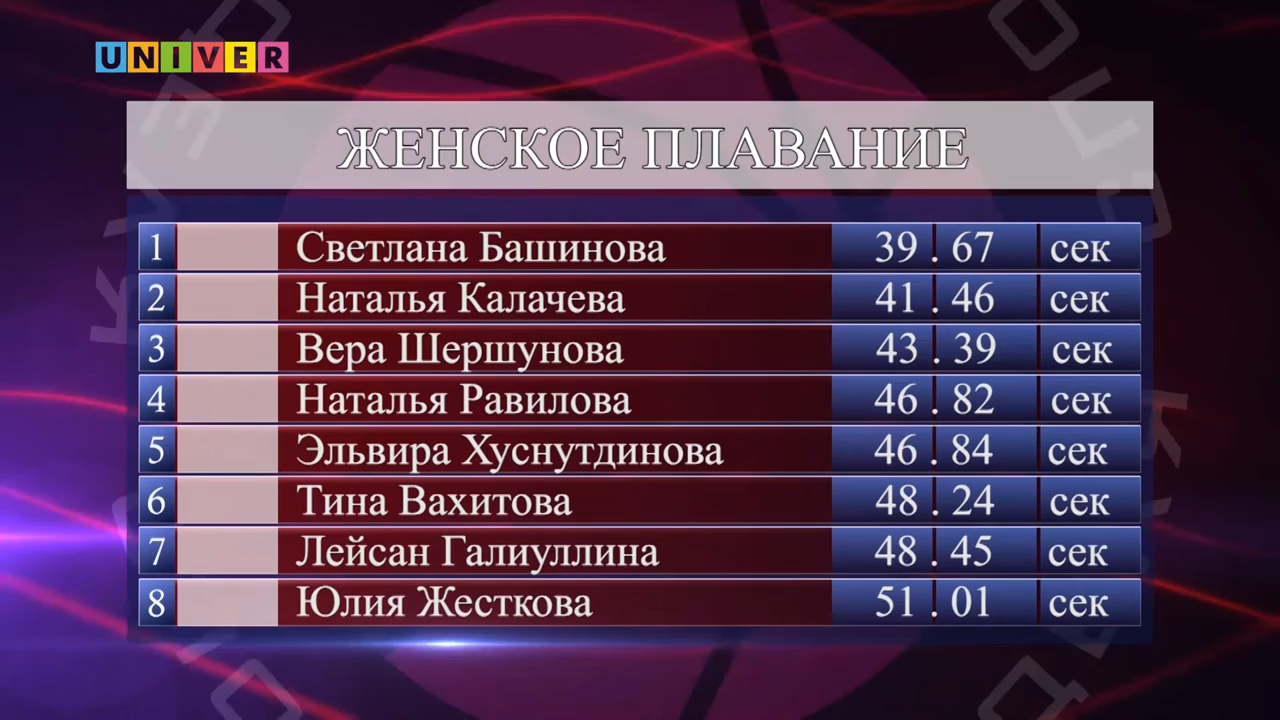 UNIVER
ЖЕНСКОЕ ПЛАВАНИЕ
1 Светлана Башинова 39 . 67 сек
2 Наталья Калачева 41 . 46 сек
3 Вера Шершунова 43 . 39 сек
4 Наталья Равилова 46 . 82 сек
5 Эльвира Хуснутдинова 46 . 84 сек
6 Тина Вахитова 48 . 24 сек
7 Лейсан Галиуллина 48 . 45 сек
8 Юлия Жесткова 51 . 01 сек